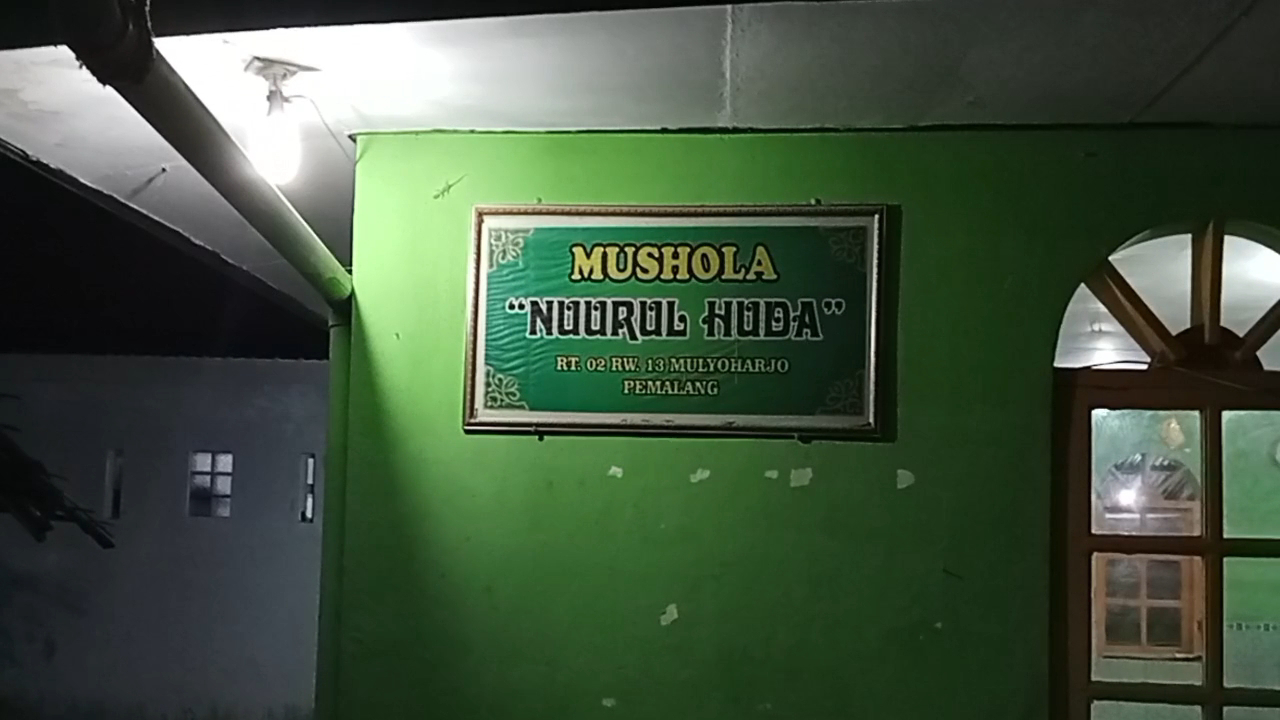 MUSHOLA
“NUURUL HUDA”
RT. 02 RW. 13 MULYOHARJO
PEMALANG